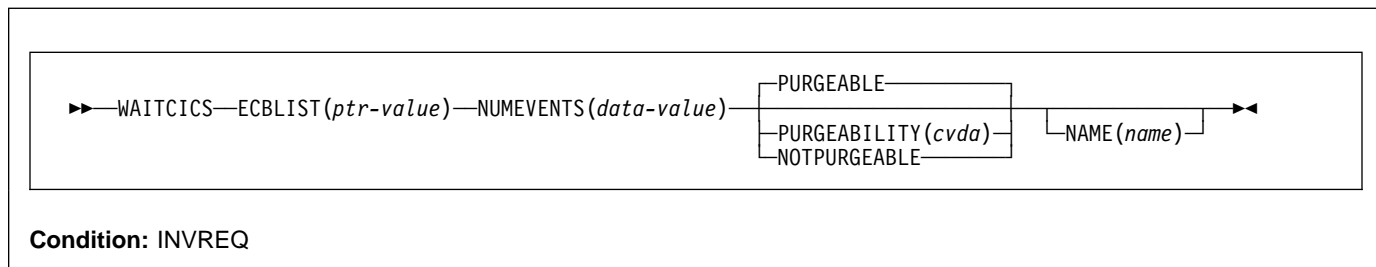 PURGEABLE
WAITCICS ECBLIST(ptr-value) NUMEVENTS(data-value)
PURGEABILITY(cvda) NAME(name)
NOTPURGEABLE
Condition: INVREQ